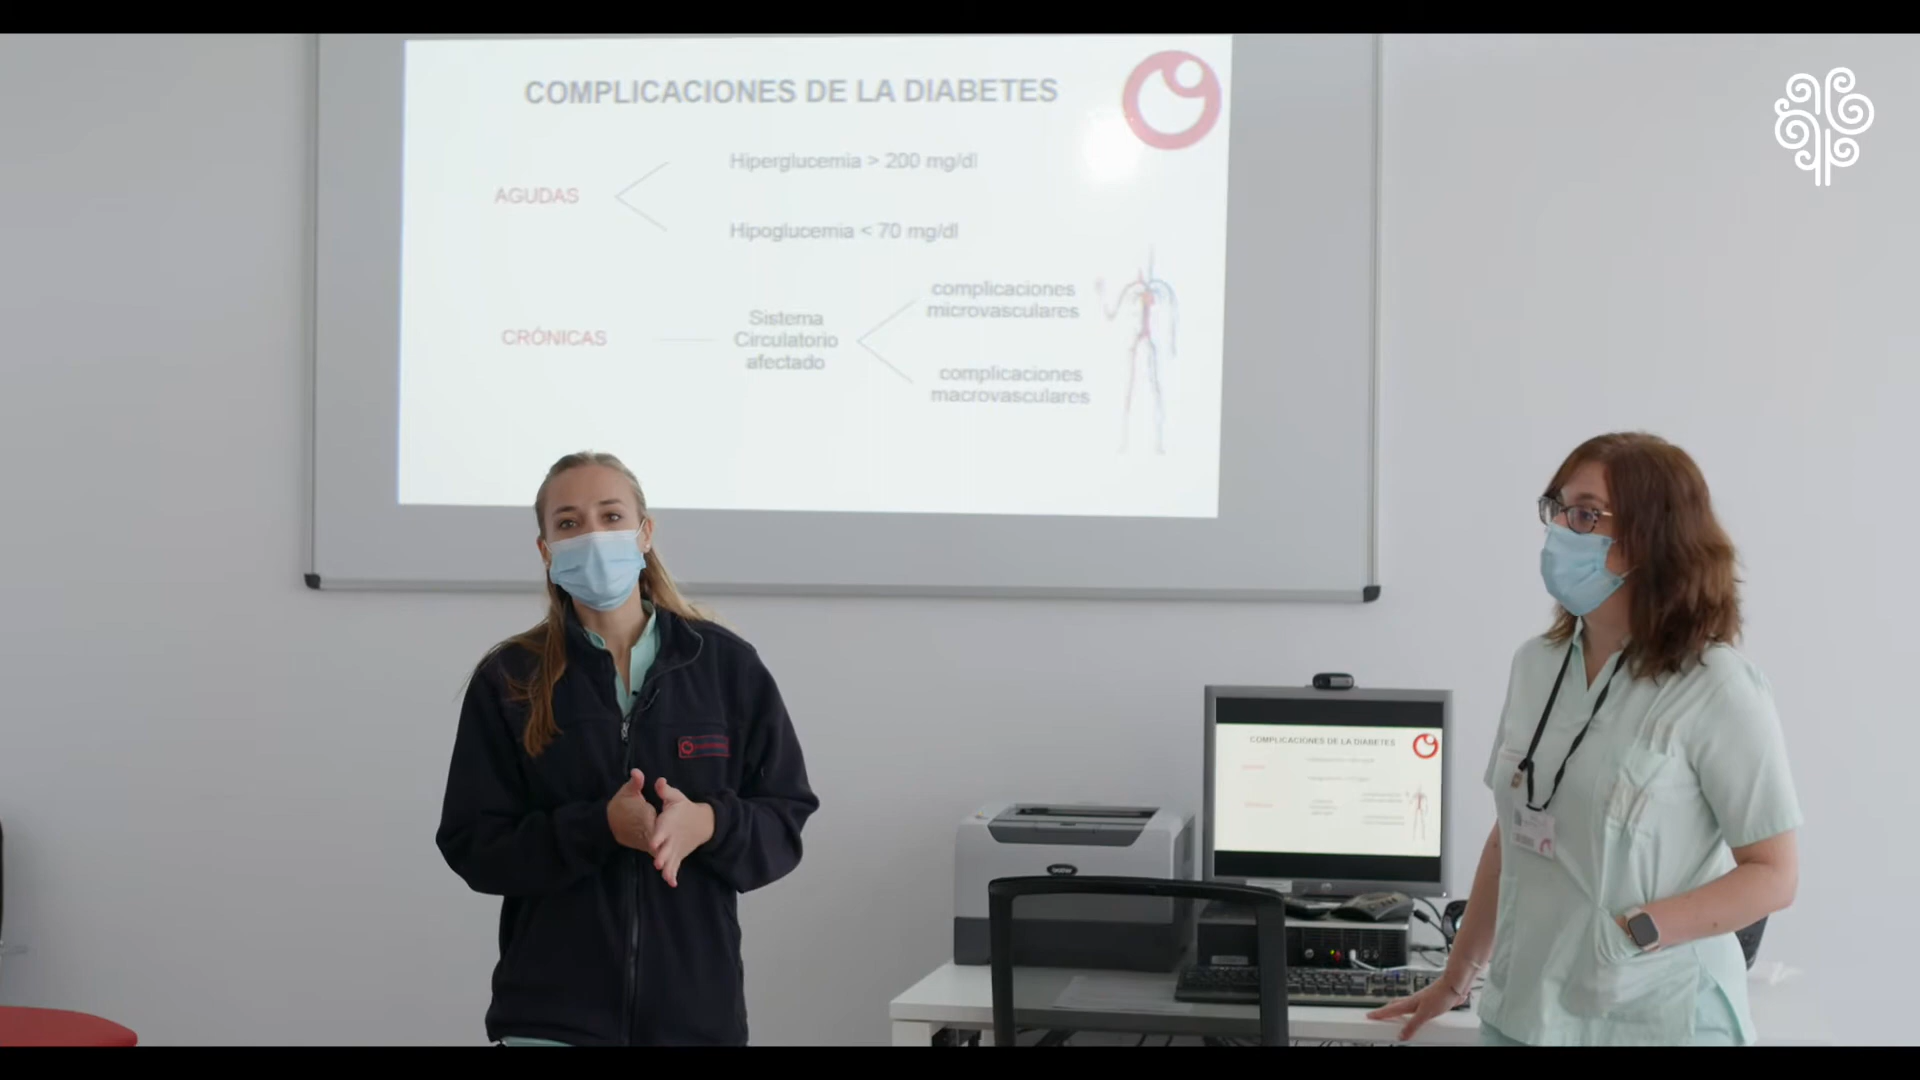 COMPLICACIONES DE LA DIABETES
AGUDAS
Hiperglucemia > 200 mg/dl
Hipoglucemia < 70 mg/dl
CRÓNICAS
Sistema
Circulatorio
afectado
complicaciones
microvasculares
complicaciones
macrovasculares
COMPLICACIONES DE LA DIABETES
brother